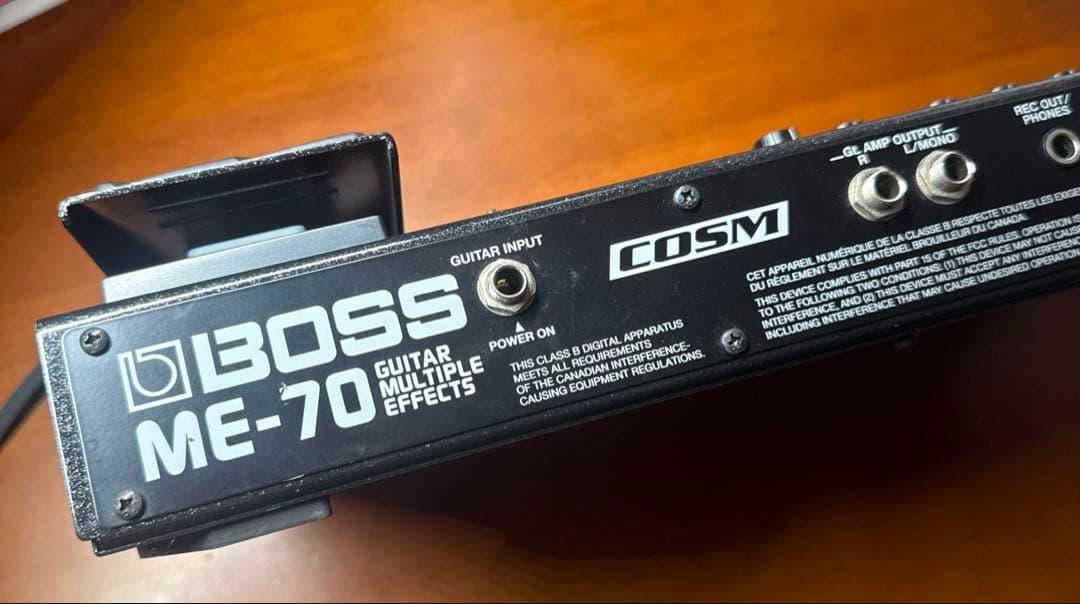 BOSS
ME-70
GUITAR
MULTIPLE
EFFECTS
GUITAR INPUT
POWER ON
THIS CLASS B DIGITAL APPARATUS
MEETS ALL REQUIREMENTS
OF THE CANADIAN INTERFERENCE-
CAUSING EQUIPMENT REGULATIONS.
COSM
Gt. AMP OUTPUT
R
L/MONO
REC OUT/
PHONES
CET APPAREIL NUMÉRIQUE DE LA CLASSE B RESPECTE TOUTES LES
DU RÈGLEMENT SUR LE MATÉRIEL BROUILLEUR DU CANADA.
THIS DEVICE COMPLIES WITH PART 15 OF THE FCC RULES. OPERATION IS
TO THE FOLLOWING TWO CONDITIONS: (1) THIS DEVICE MAY NOT CAUSE
INTERFERENCE, AND (2) THIS DEVICE MUST ACCEPT ANY INTERFERENCE
INCLUDING INTERFERENCE THAT MAY CAUSE UNDESIRED